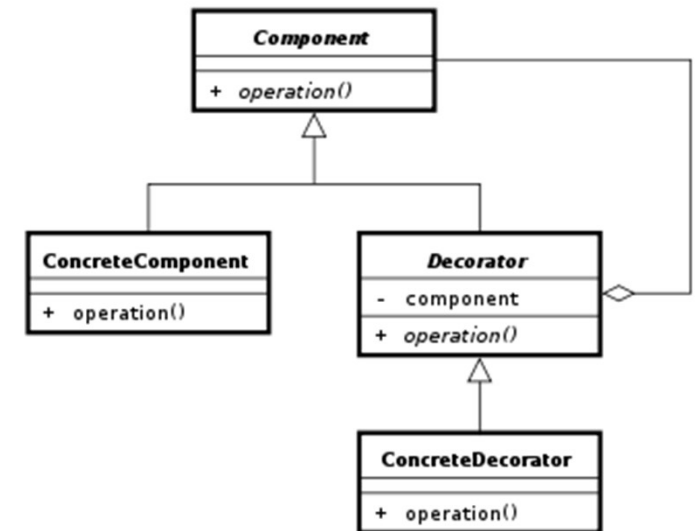 Component
+ operation()
ConcreteComponent
+ operation()
Decorator
- component
+ operation()
ConcreteDecorator
+ operation()